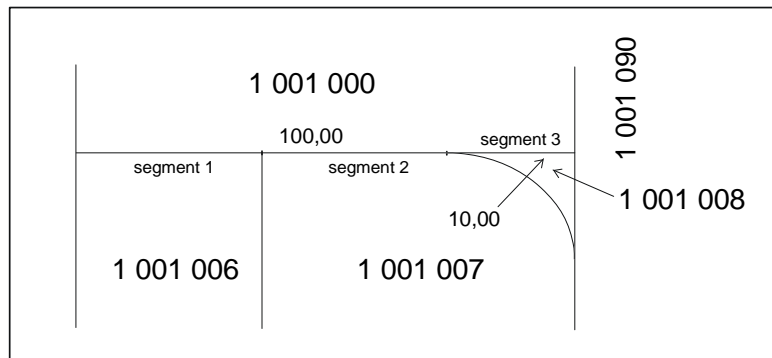 1 001 000
1 001 090
100,00
segment 3
segment 1
segment 2
1 001 008
10,00
1 001 006
1 001 007